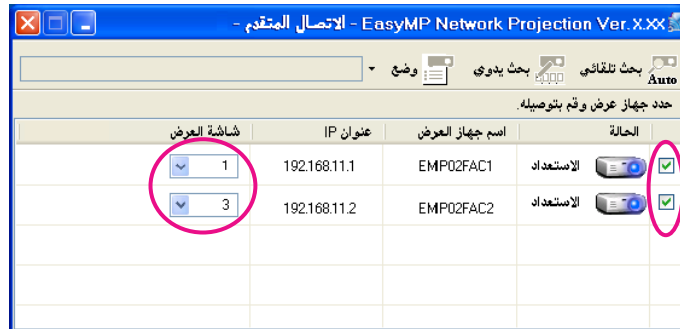 EasyMP Network Projection Ver.X.XX - الاتصال المتقدم -
Auto بحث تلقائي بحث يدوي وضع
حدد جهاز عرض وقم بتوصيله.
الحالة اسم جهاز العرض عنوان IP شاشة العرض
الاستعداد EMP02FAC1 192.168.11.1 1
الاستعداد EMP02FAC2 192.168.11.2 3